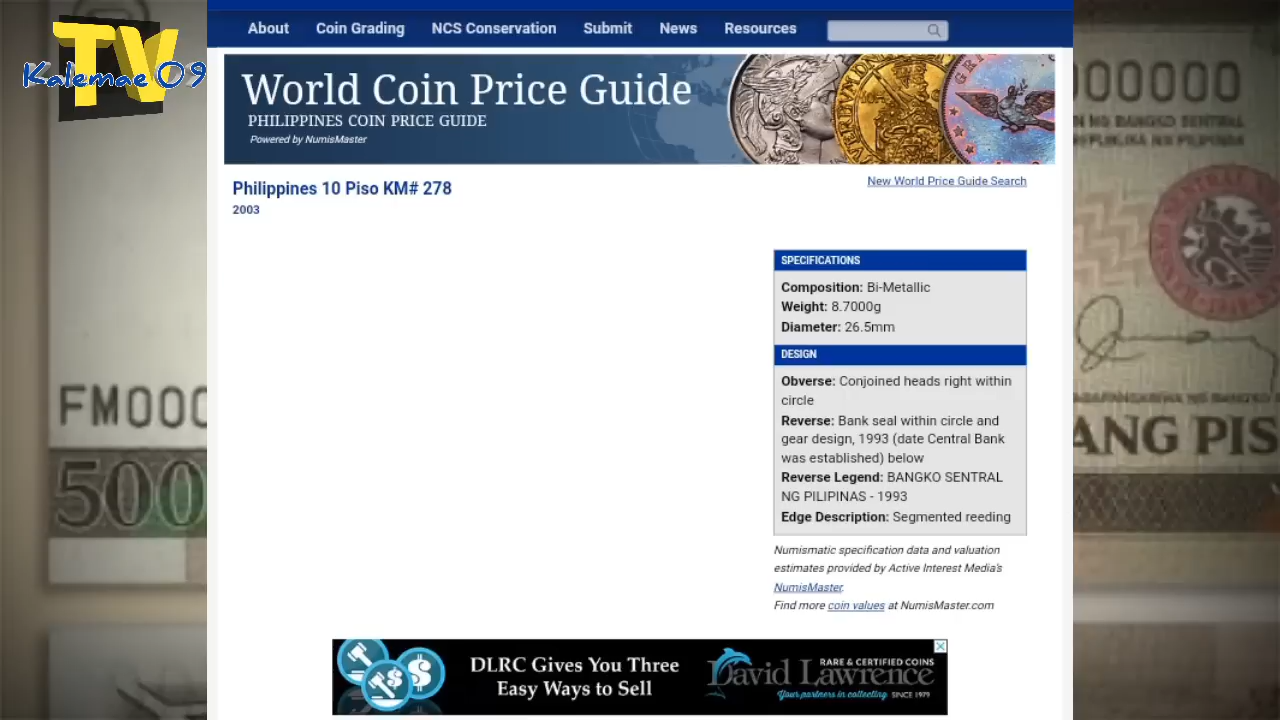 TV
Kalemae 09
About Coin Grading NCS Conservation Submit News Resources
World Coin Price Guide
PHILIPPINES COIN PRICE GUIDE
Powered by NumisMaster
Philippines 10 Piso KM# 278
2003
New World Price Guide Search
SPECIFICATIONS
Composition: Bi-Metallic
Weight: 8.7000g
Diameter: 26.5mm
DESIGN
Obverse: Conjoined heads right within
circle
Reverse: Bank seal within circle and
gear design, 1993 (date Central Bank
was established) below
Reverse Legend: BANGKO SENTRAL
NG PILIPINAS - 1993
Edge Description: Segmented reeding
Numismatic specification data and valuation
estimates provided by Active Interest Media's
NumisMaster.
Find more coin values at NumisMaster.com
DLRC Gives You Three
Easy Ways to Sell
RARE & CERTIFIED COINS
David Lawrence
Your partners in collecting SINCE 1979
FM000
500
ANG PIS